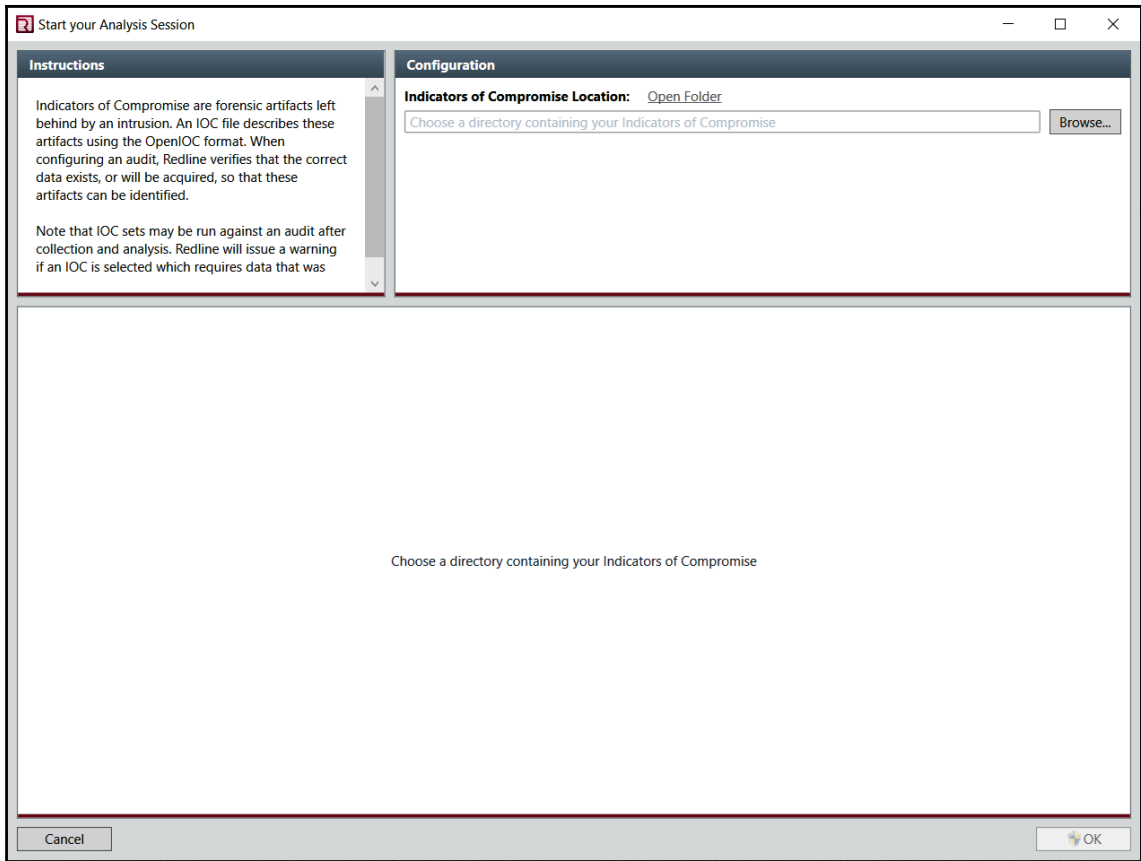 Start your Analysis Session
Instructions
Indicators of Compromise are forensic artifacts left
behind by an intrusion. An IOC file describes these
artifacts using the OpenIOC format. When
configuring an audit, Redline verifies that the correct
data exists, or will be acquired, so that these
artifacts can be identified.
Note that IOC sets may be run against an audit after
collection and analysis. Redline will issue a warning
if an IOC is selected which requires data that was
Configuration
Indicators of Compromise Location: Open Folder
Choose a directory containing your Indicators of Compromise
Browse...
Choose a directory containing your Indicators of Compromise
Cancel
OK